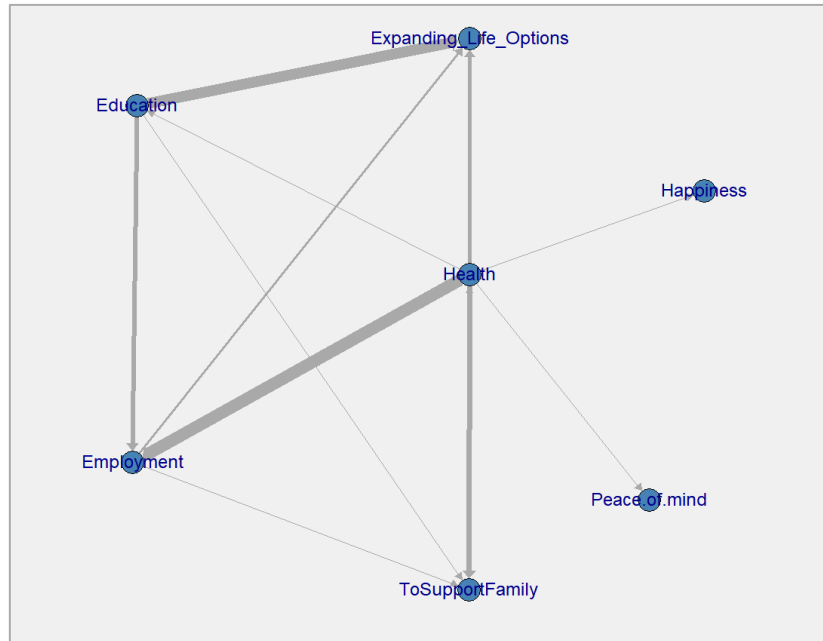 Expanding_Life_Options
Education
Happiness
Health
Employment
Peace.of.mind
ToSupportFamily